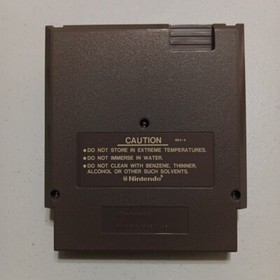 CAUTION
• DO NOT STORE IN EXTREME TEMPERATURES.
• DO NOT IMMERSE IN WATER.
• DO NOT CLEAN WITH BENZENE, THINNER,
ALCOHOL OR OTHER SUCH SOLVENTS.
Nintendo®